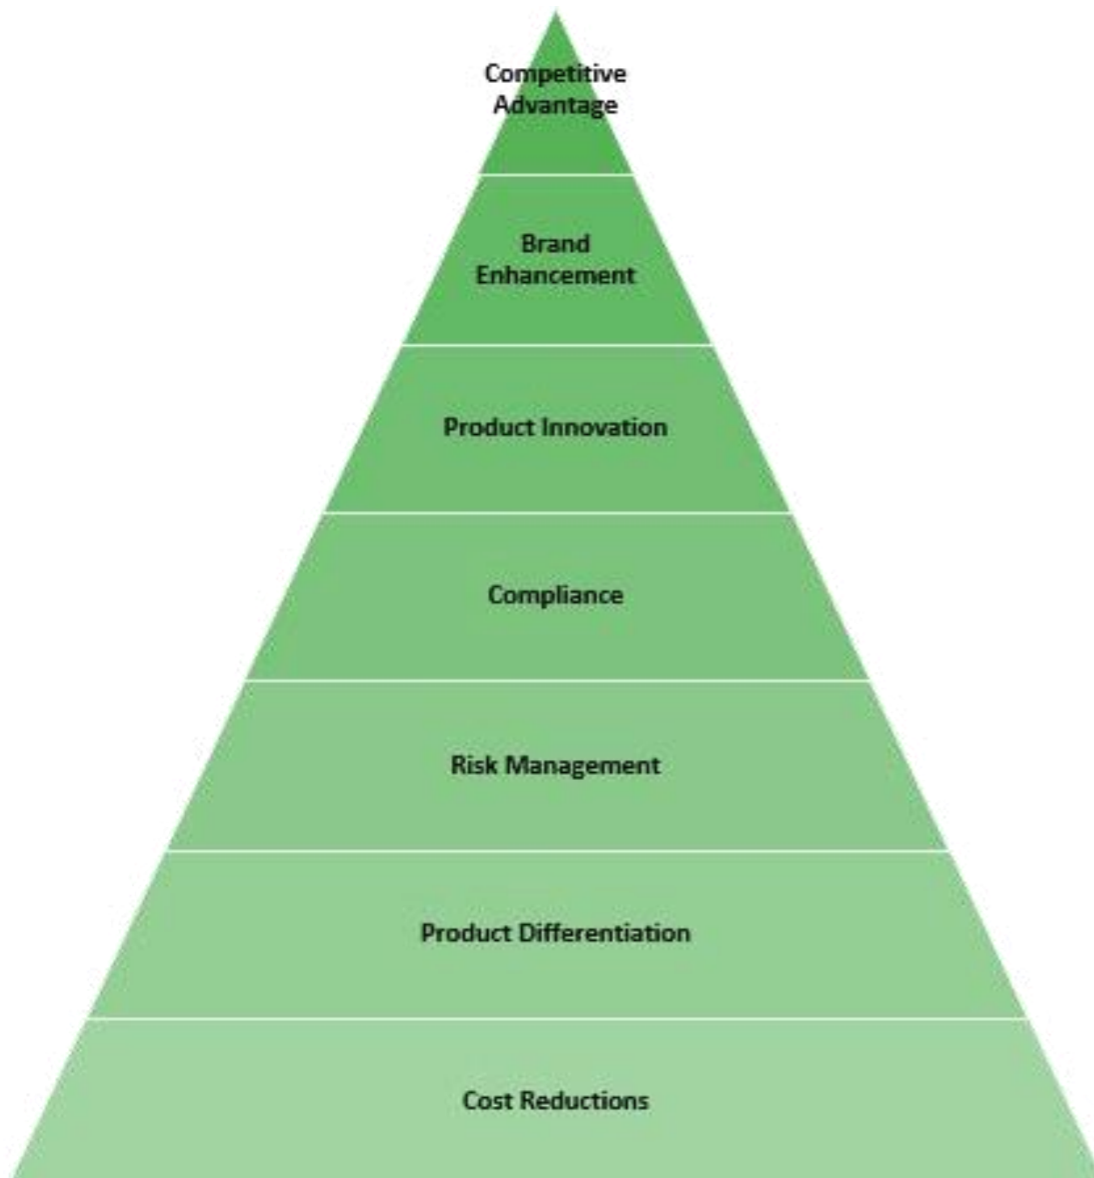 Competitive
Advantage
Brand
Enhancement
Product Innovation
Compliance
Risk Management
Product Differentiation
Cost Reductions